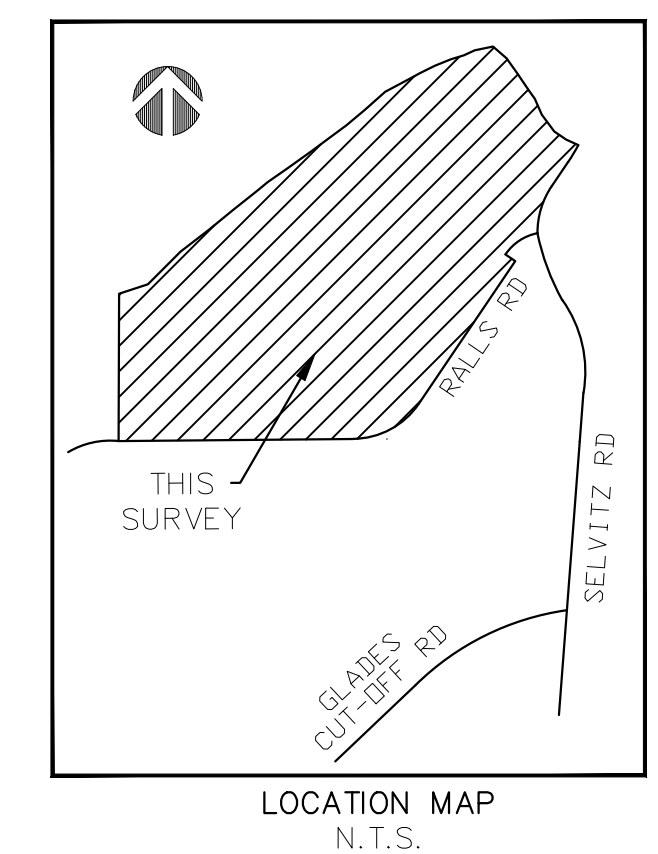 RALLS RD
THIS
SURVEY
SELVITZ RD
GLADES
CUT-OFF RD
LOCATION MAP
N.T.S.